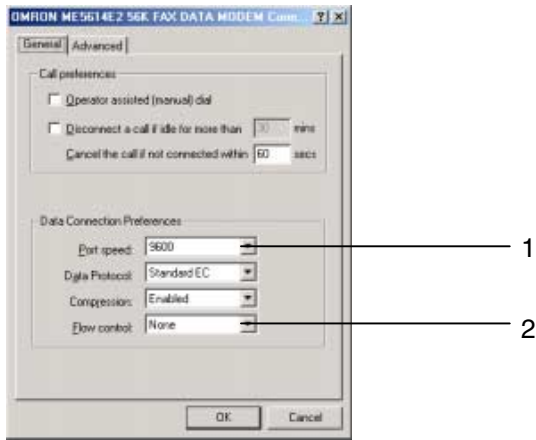 OMRON ME5614E2 56K FAX DATA MODEM Conn...
General Advanced
Call preferences
Operator assisted (manual) dial
Disconnect a call if idle for more than 30 mins
Cancel the call if not connected within 60 secs
Data Connection Preferences
Port speed: 9600 1
Data Protocol: Standard EC
Compression: Enabled
Flow control: None 2
OK Cancel